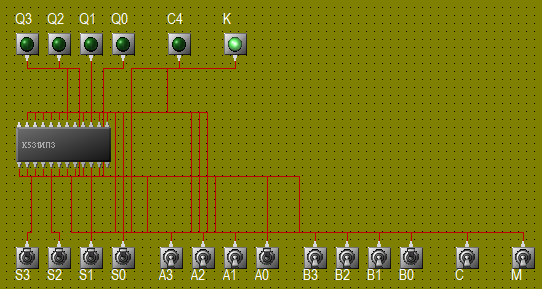 Q3 Q2 Q1 Q0 C4 K
К531ИП3
S3 S2 S1 S0 A3 A2 A1 A0 B3 B2 B1 B0 C M